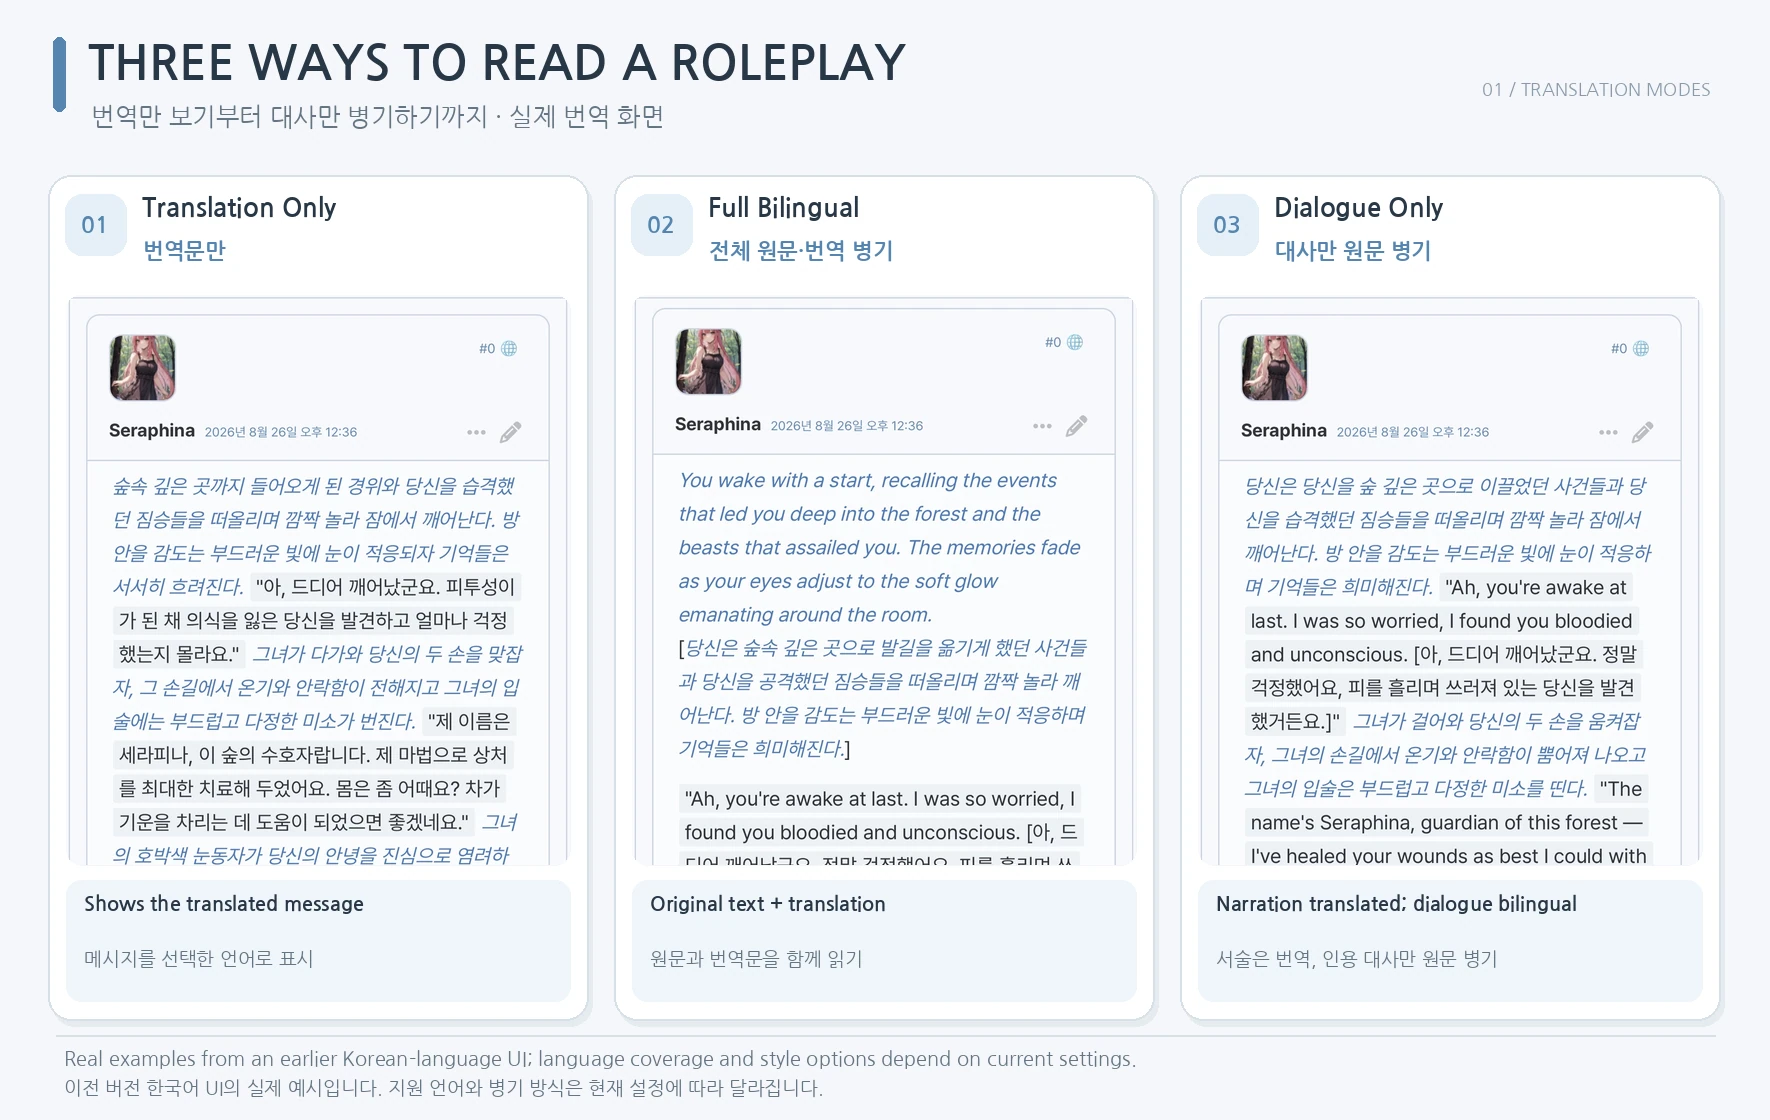 THREE WAYS TO READ A ROLEPLAY
번역만 보기부터 대사만 병기하기까지 · 실제 번역 화면
01 / TRANSLATION MODES
01
Translation Only
번역문만
#0
Seraphina 2026년 8월 26일 오후 12:36
숲속 깊은 곳까지 들어오게 된 경위와 당신을 습격했
던 짐승들을 떠올리며 깜짝 놀라 잠에서 깨어난다. 방
안을 감도는 부드러운 빛에 눈이 적응되자 기억들은
서서히 흐려진다. "아, 드디어 깨어났군요. 피투성이
가 된 채 의식을 잃은 당신을 발견하고 얼마나 걱정
했는지 몰라요." 그녀가 다가와 당신의 두 손을 맞잡
자, 그 손길에서 온기와 안락함이 전해지고 그녀의 입
술에는 부드럽고 다정한 미소가 번진다. "제 이름은
세라피나, 이 숲의 수호자랍니다. 제 마법으로 상처
를 최대한 치료해 두었어요. 몸은 좀 어때요? 차가
기운을 차리는 데 도움이 되었으면 좋겠네요." 그녀
의 호박색 눈동자가 당신의 안녕을 진심으로 염려하
Shows the translated message
메시지를 선택한 언어로 표시
02
Full Bilingual
전체 원문·번역 병기
#0
Seraphina 2026년 8월 26일 오후 12:36
You wake with a start, recalling the events
that led you deep into the forest and the
beasts that assailed you. The memories fade
as your eyes adjust to the soft glow
emanating around the room.
[당신은 숲속 깊은 곳으로 발길을 옮기게 했던 사건들
과 당신을 공격했던 짐승들을 떠올리며 깜짝 놀라 깨
어난다. 방 안을 감도는 부드러운 빛에 눈이 적응하며
기억들은 희미해진다.]
"Ah, you're awake at last. I was so worried, I
found you bloodied and unconscious. [아, 드
디어 깨어났군요. 정말 걱정했어요, 피를 흘리며 쓰
Original text + translation
원문과 번역문을 함께 읽기
03
Dialogue Only
대사만 원문 병기
#0
Seraphina 2026년 8월 26일 오후 12:36
당신은 당신을 숲 깊은 곳으로 이끌었던 사건들과 당
신을 습격했던 짐승들을 떠올리며 깜짝 놀라 잠에서
깨어난다. 방 안을 감도는 부드러운 빛에 눈이 적응하
며 기억들은 희미해진다. "Ah, you're awake at
last. I was so worried, I found you bloodied
and unconscious. [아, 드디어 깨어났군요. 정말
걱정했어요, 피를 흘리며 쓰러져 있는 당신을 발견
했거든요.]" 그녀가 걸어와 당신의 두 손을 움켜잡
자, 그녀의 손길에서 온기와 안락함이 뿜어져 나오고
그녀의 입술은 부드럽고 다정한 미소를 띤다. "The
name's Seraphina, guardian of this forest —
I've healed your wounds as best I could with
Narration translated; dialogue bilingual
서술은 번역, 인용 대사만 원문 병기
Real examples from an earlier Korean-language UI; language coverage and style options depend on current settings.
이전 버전 한국어 UI의 실제 예시입니다. 지원 언어와 병기 방식은 현재 설정에 따라 달라집니다.